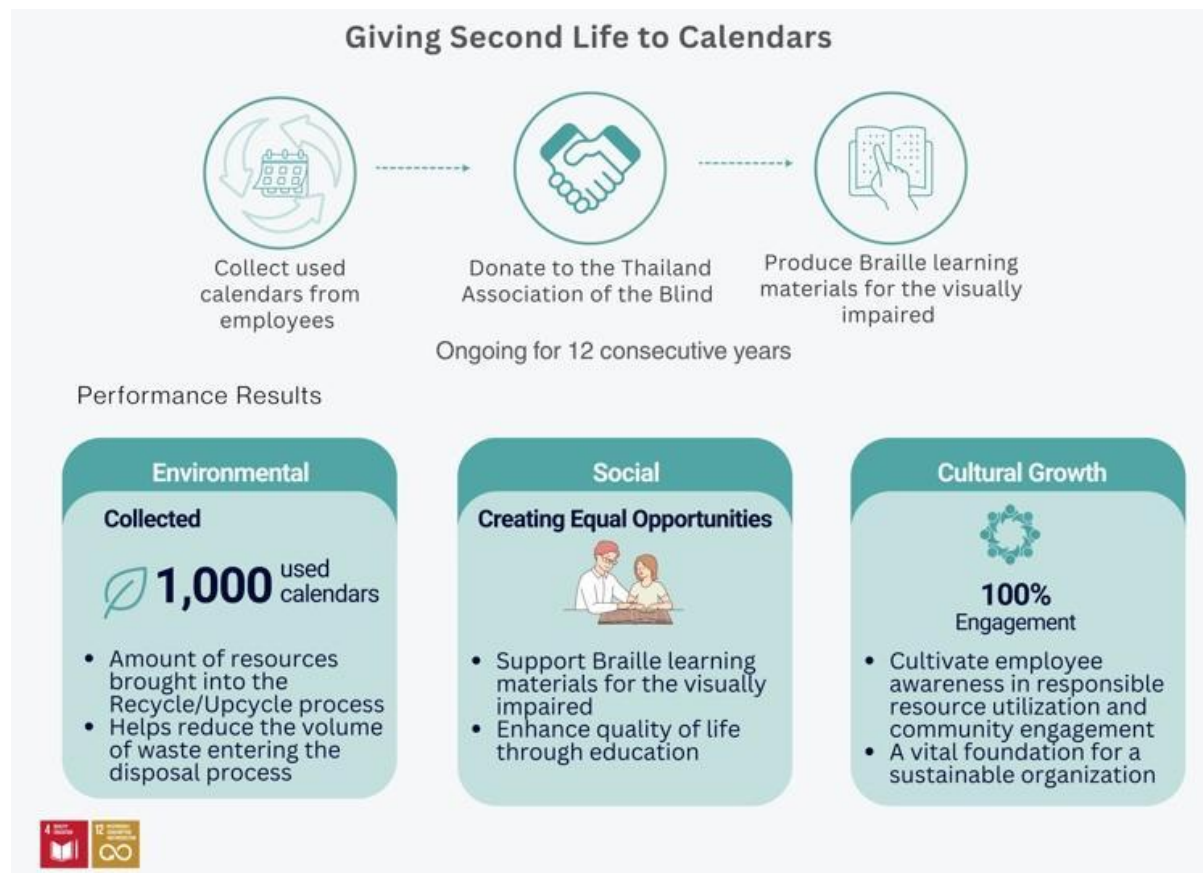 Giving Second Life to Calendars
Collect used
calendars from
employees
Donate to the Thailand
Association of the Blind
Produce Braille learning
materials for the visually
impaired
Ongoing for 12 consecutive years
Performance Results
Environmental
Collected
1,000 used
calendars
• Amount of resources
brought into the
Recycle/Upcycle process
• Helps reduce the volume
of waste entering the
disposal process
Social
Creating Equal Opportunities
• Support Braille learning
materials for the visually
impaired
• Enhance quality of life
through education
Cultural Growth
100%
Engagement
• Cultivate employee
awareness in responsible
resource utilization and
community engagement
• A vital foundation for a
sustainable organization
4
12